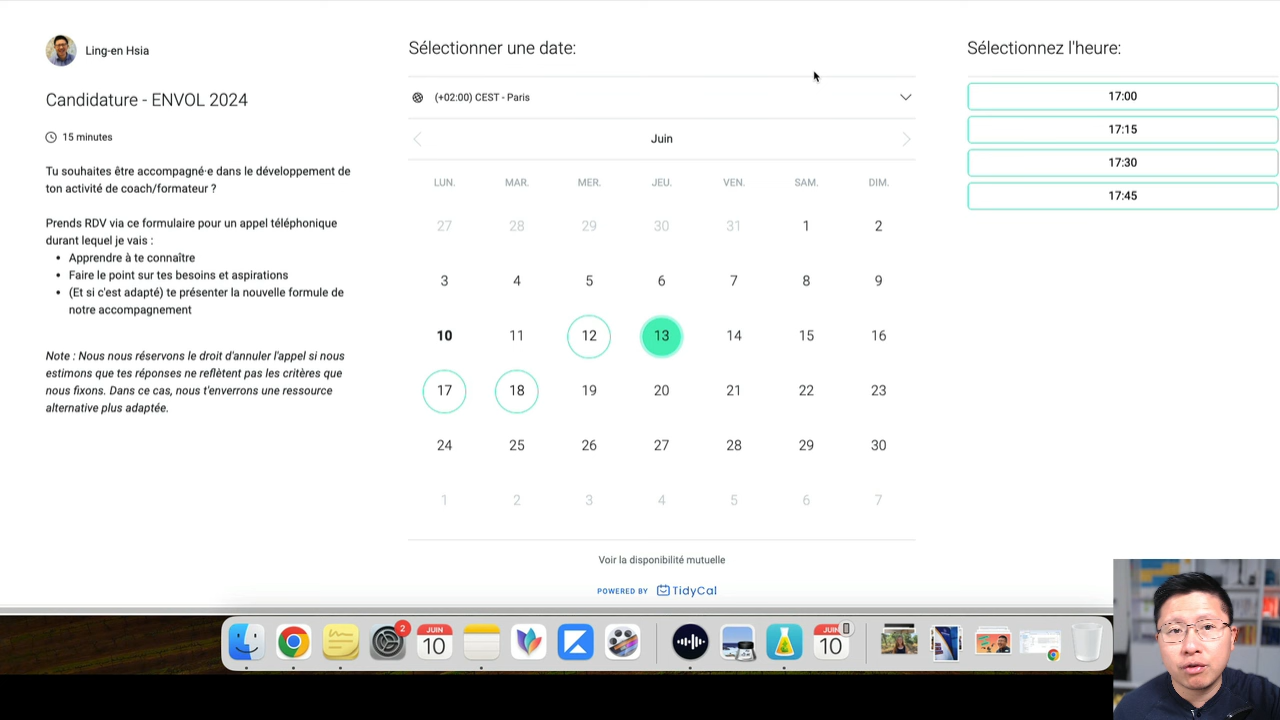 Ling-en Hsia
Candidature - ENVOL 2024
15 minutes
Tu souhaites être accompagné·e dans le développement de
ton activité de coach/formateur ?
Prends RDV via ce formulaire pour un appel téléphonique
durant lequel je vais :
• Apprendre à te connaître
• Faire le point sur tes besoins et aspirations
• (Et si c'est adapté) te présenter la nouvelle formule de
notre accompagnement
Note : Nous nous réservons le droit d'annuler l'appel si nous
estimons que tes réponses ne reflètent pas les critères que
nous fixons. Dans ce cas, nous t'enverrons une ressource
alternative plus adaptée.
Sélectionner une date:
(+02:00) CEST - Paris
Juin
LUN. MAR. MER. JEU. VEN. SAM. DIM.
27 28 29 30 31 1 2
3 4 5 6 7 8 9
10 11 12 13 14 15 16
17 18 19 20 21 22 23
24 25 26 27 28 29 30
1 2 3 4 5 6 7
Voir la disponibilité mutuelle
POWERED BY TidyCal
Sélectionnez l'heure:
17:00
17:15
17:30
17:45
2
JUIN
10
JUIN
10